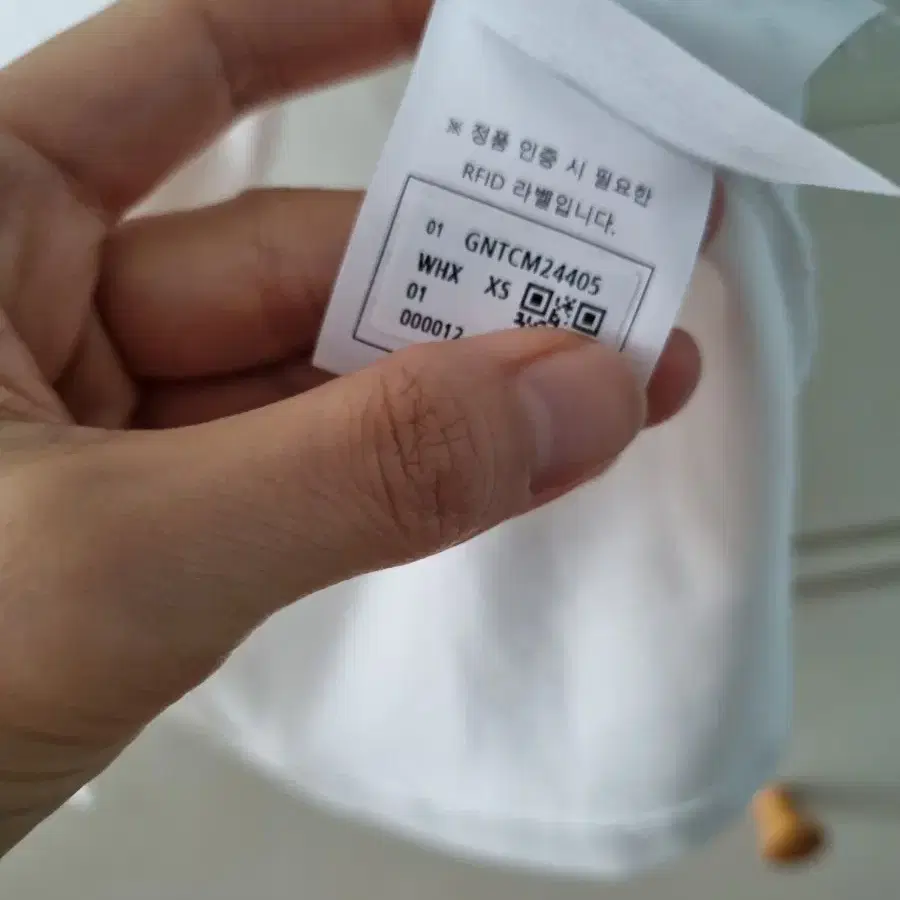 ※ 정품 인증 시 필요한
RFID 라벨입니다.
01 GNTCM24405
WHX XS
01
000012